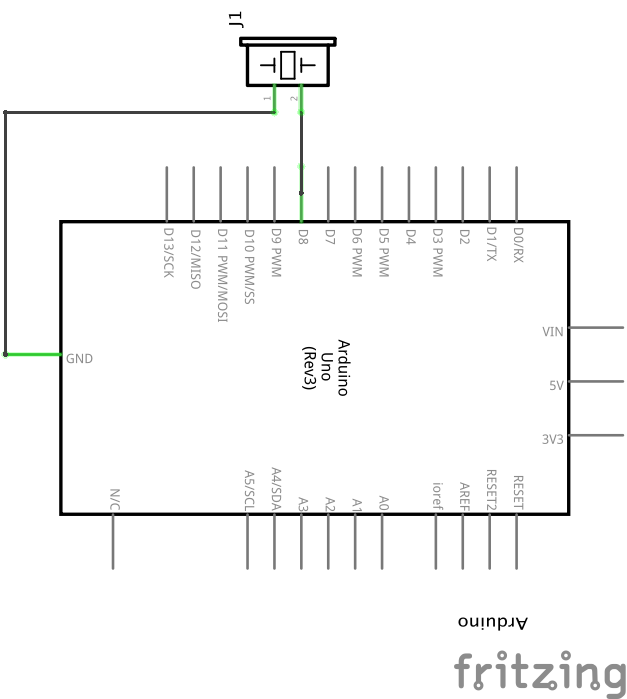 J1
1
2
D13/SCK
D12/MISO
D11 PWM/MOSI
D10 PWM/SS
D9 PWM
D8
D7
D6 PWM
D5 PWM
D4
D3 PWM
D2
D1/TX
D0/RX
VIN
5V
3V3
GND
Arduino
Uno
(Rev3)
N/C
A5/SCL
A4/SDA
A3
A2
A1
A0
ioref
AREF
RESET2
RESET
Arduino
fritzing